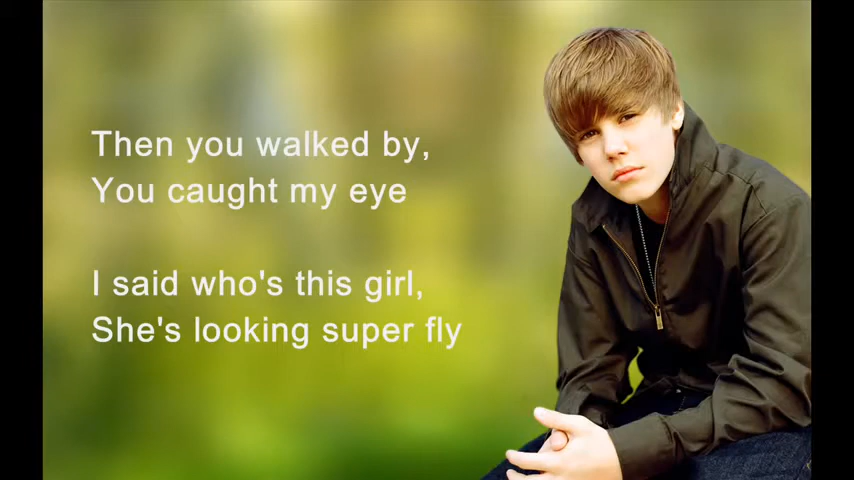 Then you walked by,
You caught my eye
I said who's this girl,
She's looking super fly